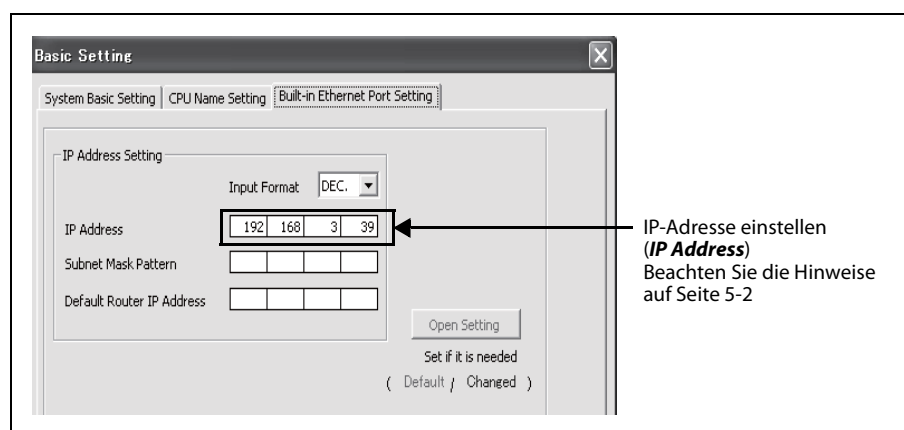 Basic Setting
System Basic Setting CPU Name Setting Built-in Ethernet Port Setting
IP Address Setting
Input Format DEC.
IP Address 192 168 3 39
Subnet Mask Pattern
Default Router IP Address
Open Setting
Set if it is needed
( Default / Changed )
IP-Adresse einstellen
(IP Address)
Beachten Sie die Hinweise
auf Seite 5-2